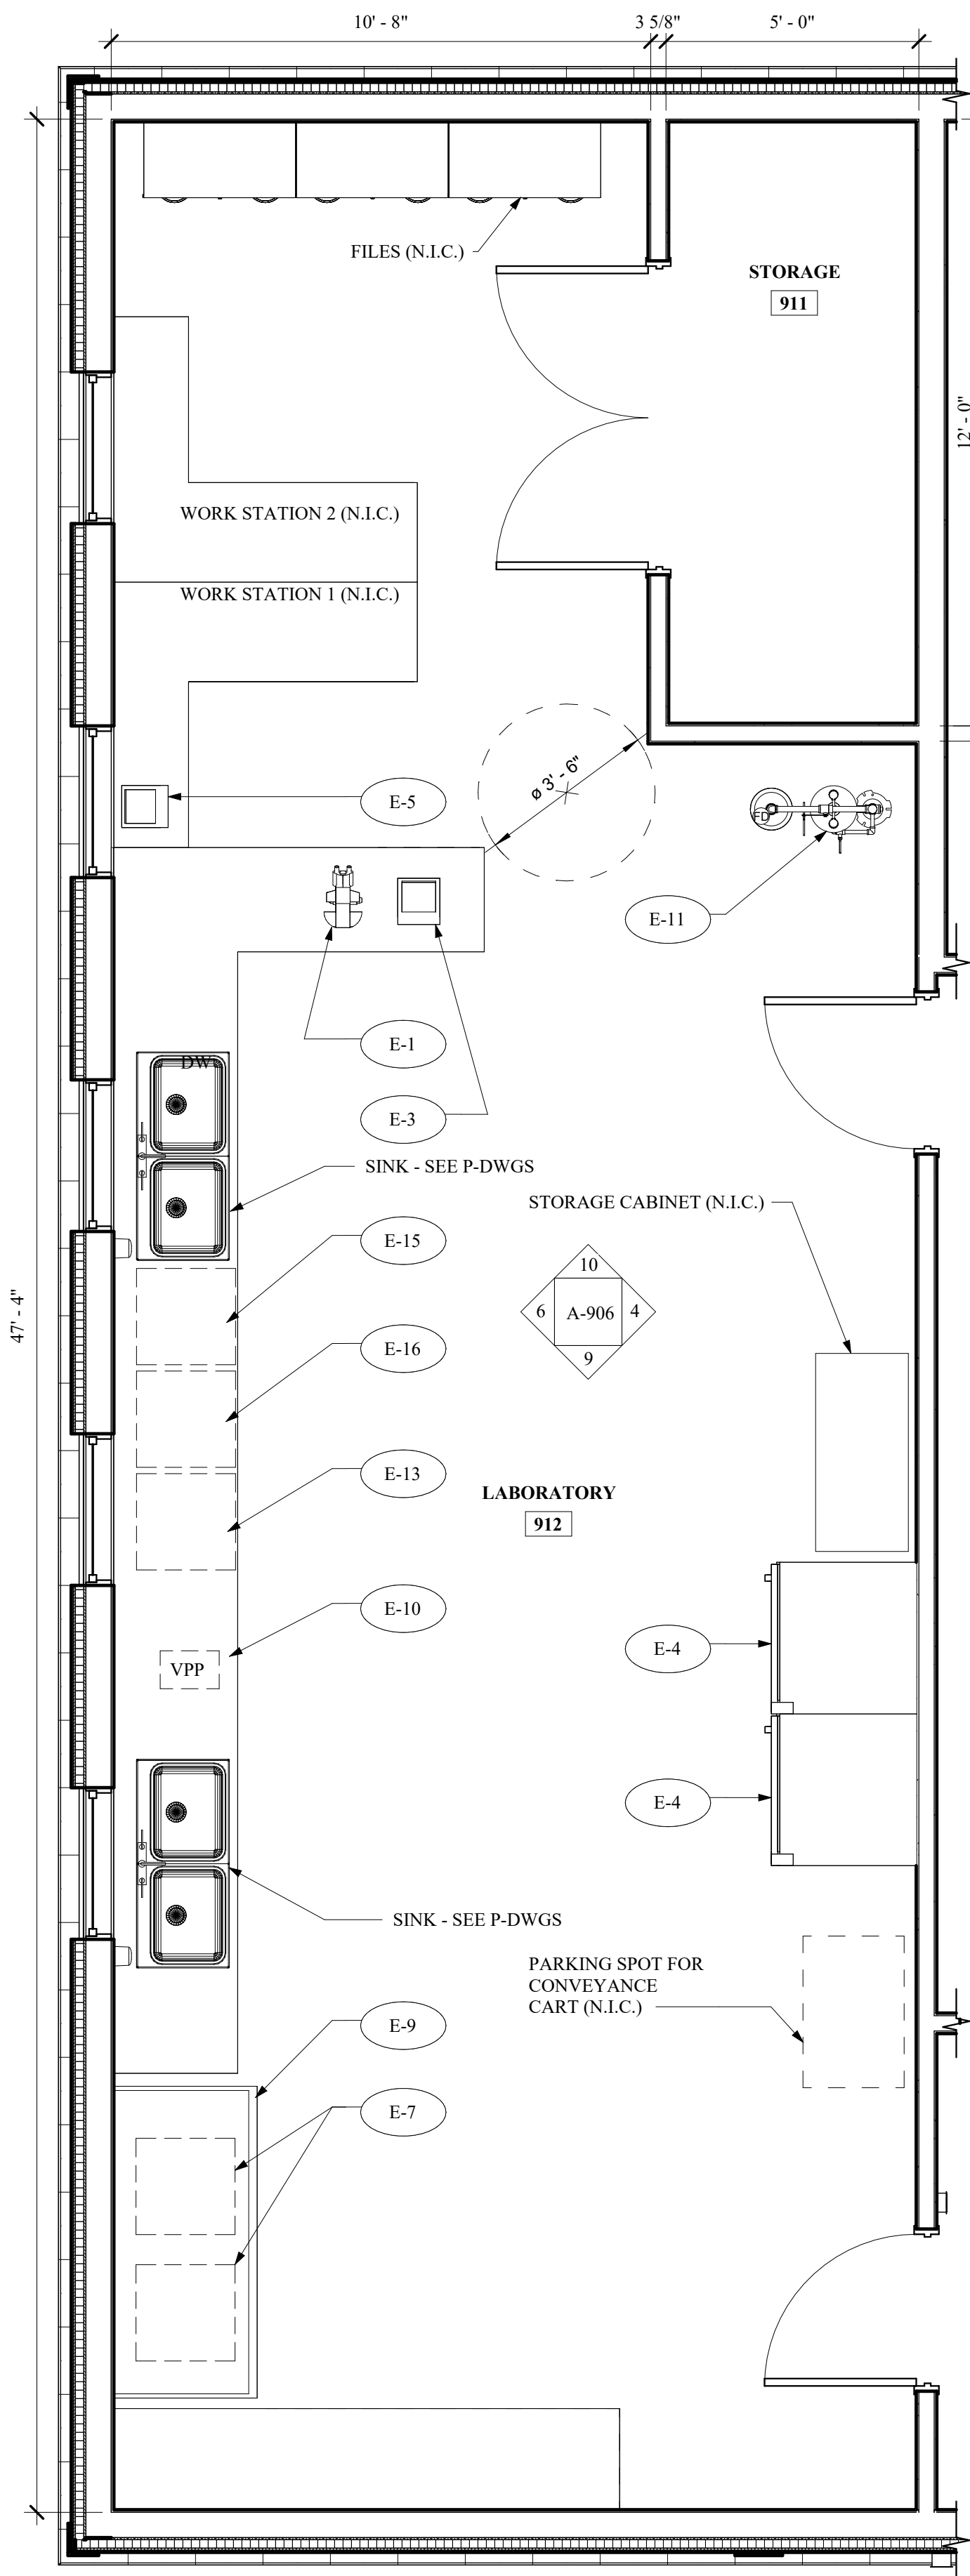 10' - 8"
3 5/8"
5' - 0"
FILES (N.I.C.)
STORAGE
911
12' - 0"
WORK STATION 2 (N.I.C.)
WORK STATION 1 (N.I.C.)
ø 3' - 6"
E-5
FD
E-11
E-1
DW
E-3
SINK - SEE P-DWGS
STORAGE CABINET (N.I.C.)
E-15
10
6
A-906
4
9
47' - 4"
E-16
E-13
LABORATORY
912
E-10
VPP
E-4
E-4
SINK - SEE P-DWGS
PARKING SPOT FOR
CONVEYANCE
CART (N.I.C.)
E-9
E-7